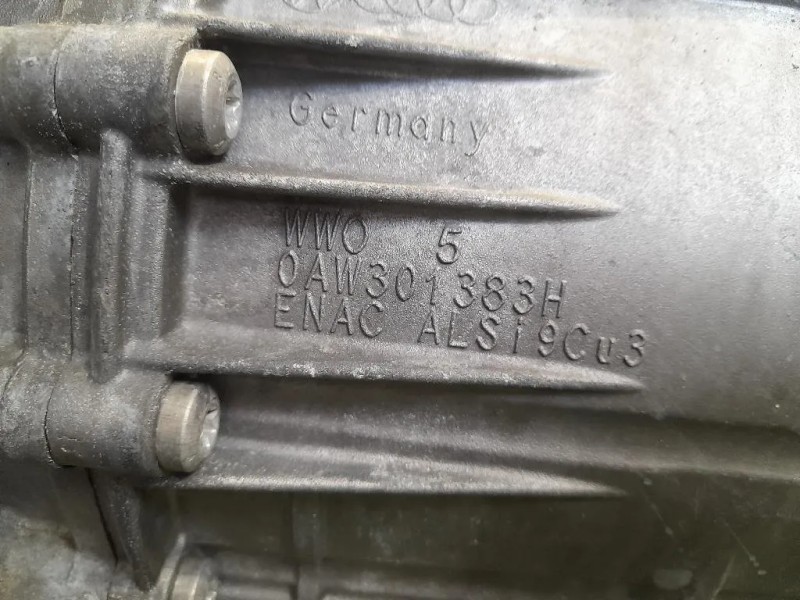 Germany
WWO 5
0AW301383H
ENAC ALSi9Cu3